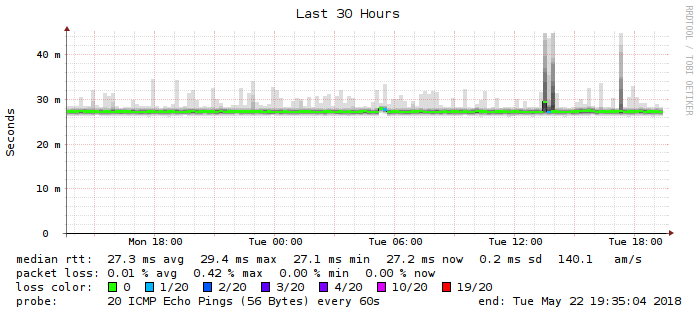 Last 30 Hours
RRDTOOL / TOBI OETIKER
Seconds
40 m
30 m
20 m
10 m
0
Mon 18:00 Tue 00:00 Tue 06:00 Tue 12:00 Tue 18:00
median rtt: 27.3 ms avg 29.4 ms max 27.1 ms min 27.2 ms now 0.2 ms sd 140.1 am/s
packet loss: 0.01 % avg 0.42 % max 0.00 % min 0.00 % now
loss color: 0 1/20 2/20 3/20 4/20 10/20 19/20
probe: 20 ICMP Echo Pings (56 Bytes) every 60s end: Tue May 22 19:35:04 2018